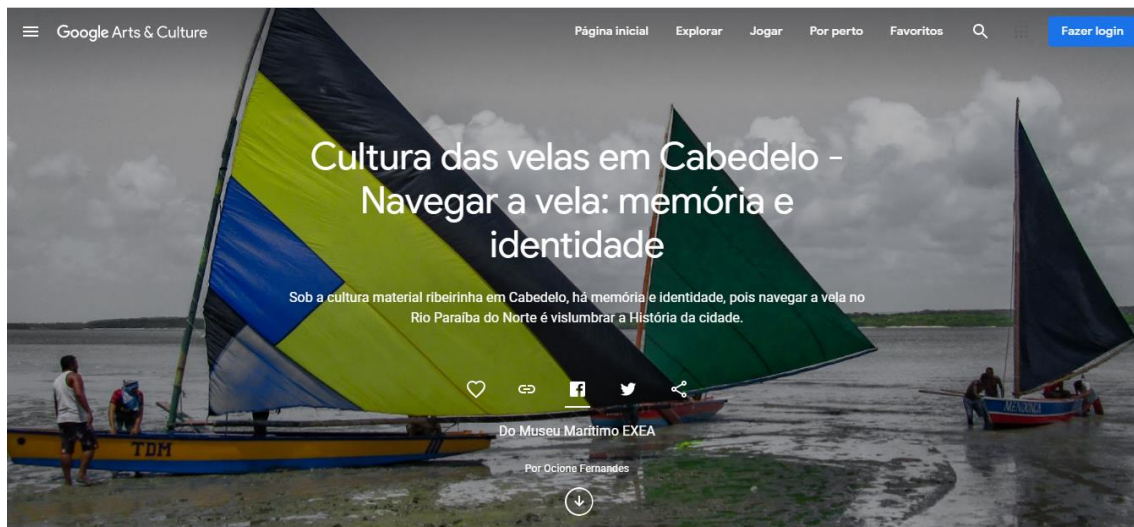 Google Arts & Culture
Página inicial Explorar Jogar Por perto Favoritos Fazer login
Cultura das velas em Cabedelo -
Navegar a vela: memória e
identidade
Sob a cultura material ribeirinha em Cabedelo, há memória e identidade, pois navegar a vela no
Rio Paraíba do Norte é vislumbrar a História da cidade.
Do Museu Marítimo EXEA
Por Ocione Fernandes
TDM
MENDONÇA